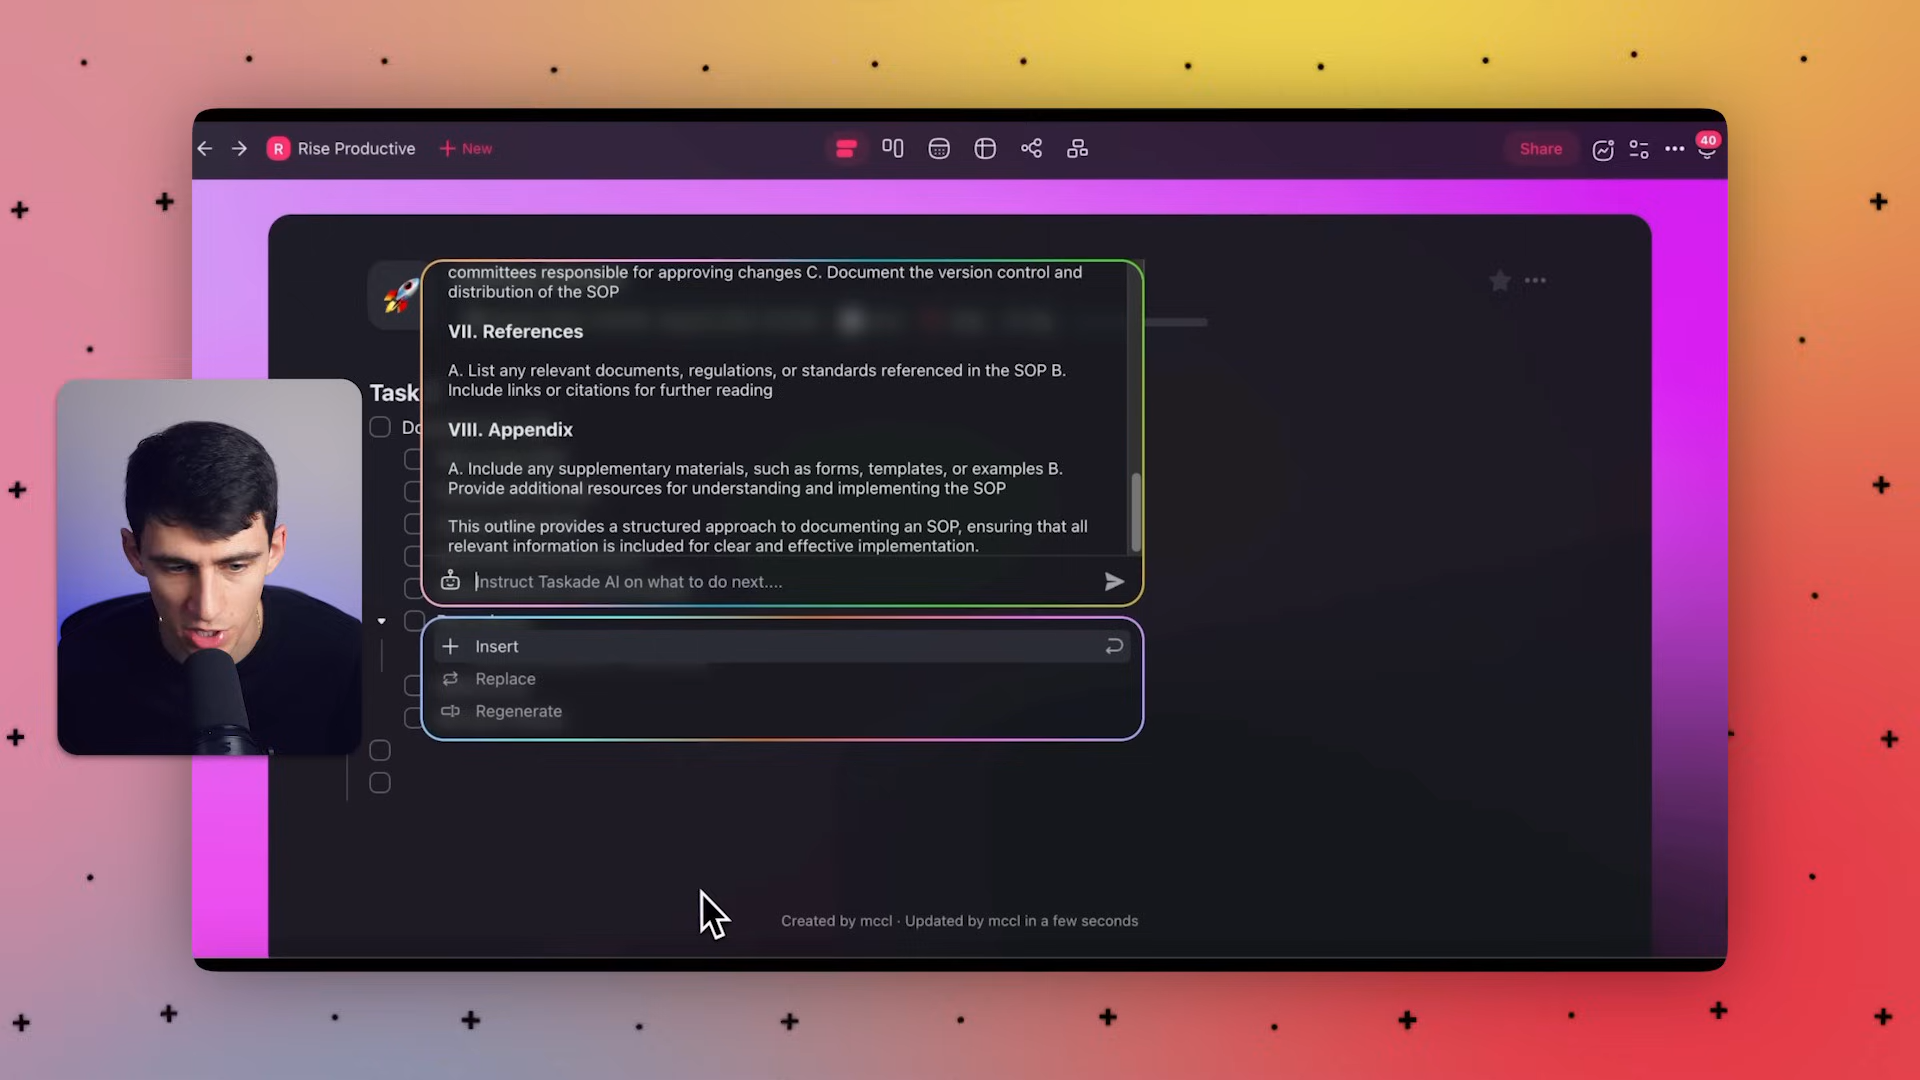 R Rise Productive
New
Share
40
committees responsible for approving changes C. Document the version control and
distribution of the SOP
VII. References
A. List any relevant documents, regulations, or standards referenced in the SOP B.
Include links or citations for further reading
VIII. Appendix
A. Include any supplementary materials, such as forms, templates, or examples B.
Provide additional resources for understanding and implementing the SOP
This outline provides a structured approach to documenting an SOP, ensuring that all
relevant information is included for clear and effective implementation.
Instruct Taskade AI on what to do next....
Task
Do
Insert
Replace
Regenerate
Created by mccl · Updated by mccl in a few seconds